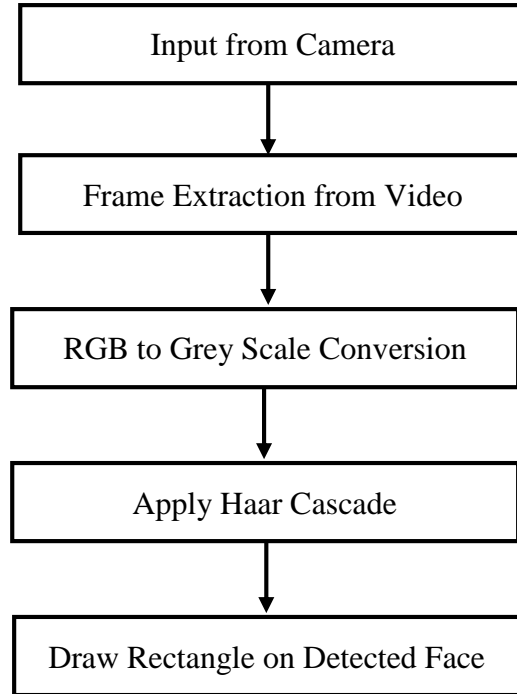 Input from Camera
Frame Extraction from Video
RGB to Grey Scale Conversion
Apply Haar Cascade
Draw Rectangle on Detected Face